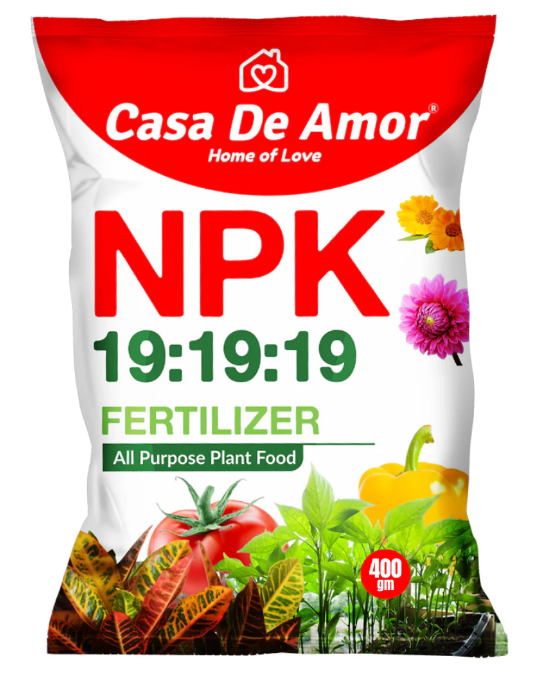 Casa De Amor®
Home of Love
NPK
19:19:19
FERTILIZER
All Purpose Plant Food
400
gm